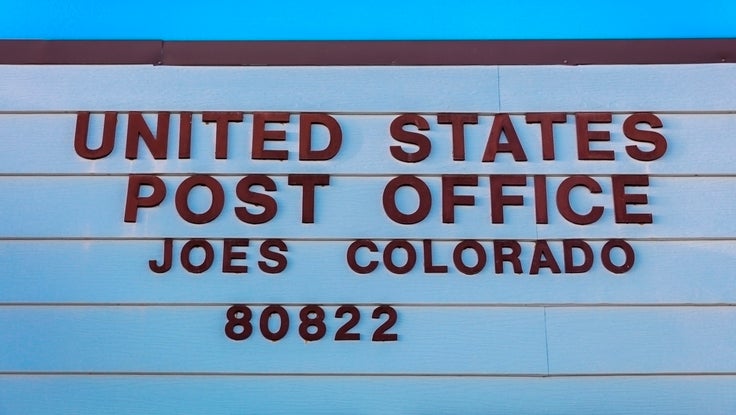 UNITED STATES
POST OFFICE
JOES COLORADO
80822